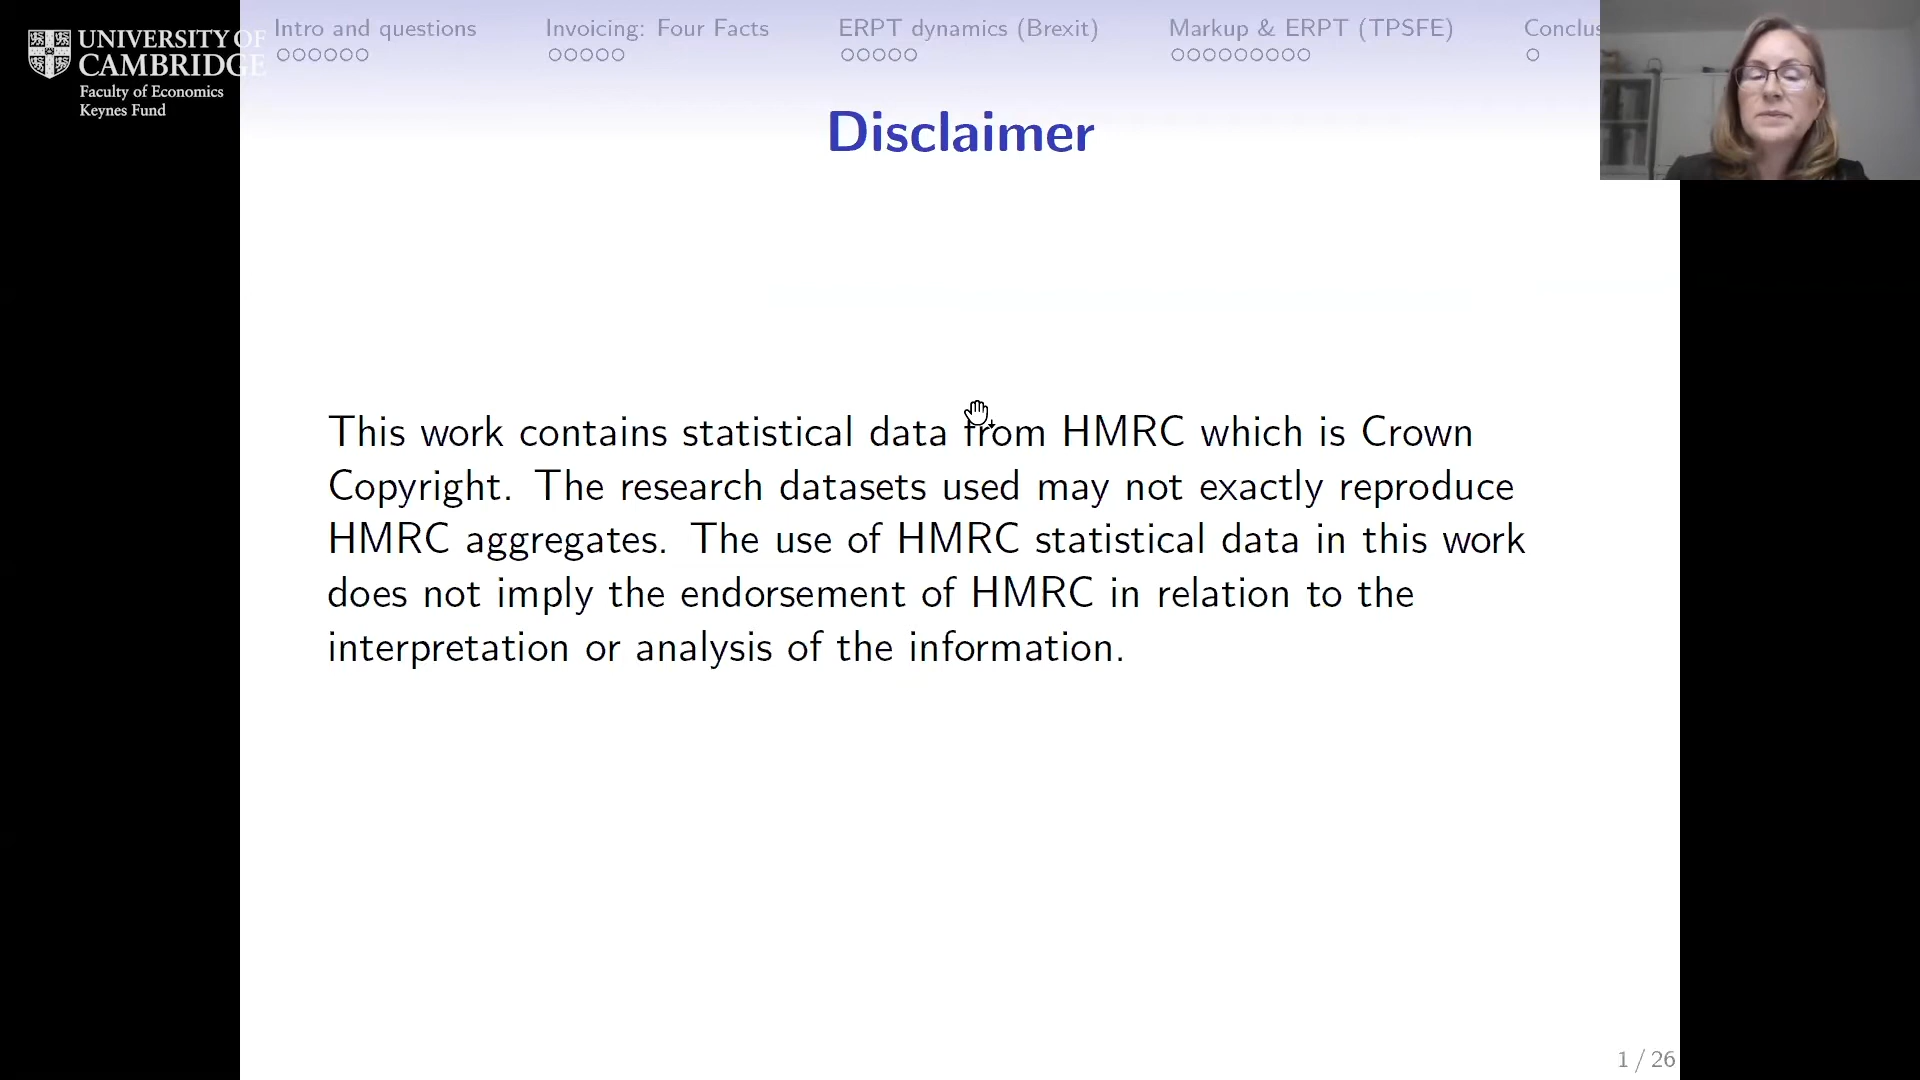 UNIVERSITY OF
CAMBRIDGE
Faculty of Economics
Keynes Fund
Intro and questions
Invoicing: Four Facts
ERPT dynamics (Brexit)
Markup & ERPT (TPSFE)
Conclus
Disclaimer
This work contains statistical data from HMRC which is Crown
Copyright. The research datasets used may not exactly reproduce
HMRC aggregates. The use of HMRC statistical data in this work
does not imply the endorsement of HMRC in relation to the
interpretation or analysis of the information.
1 / 26